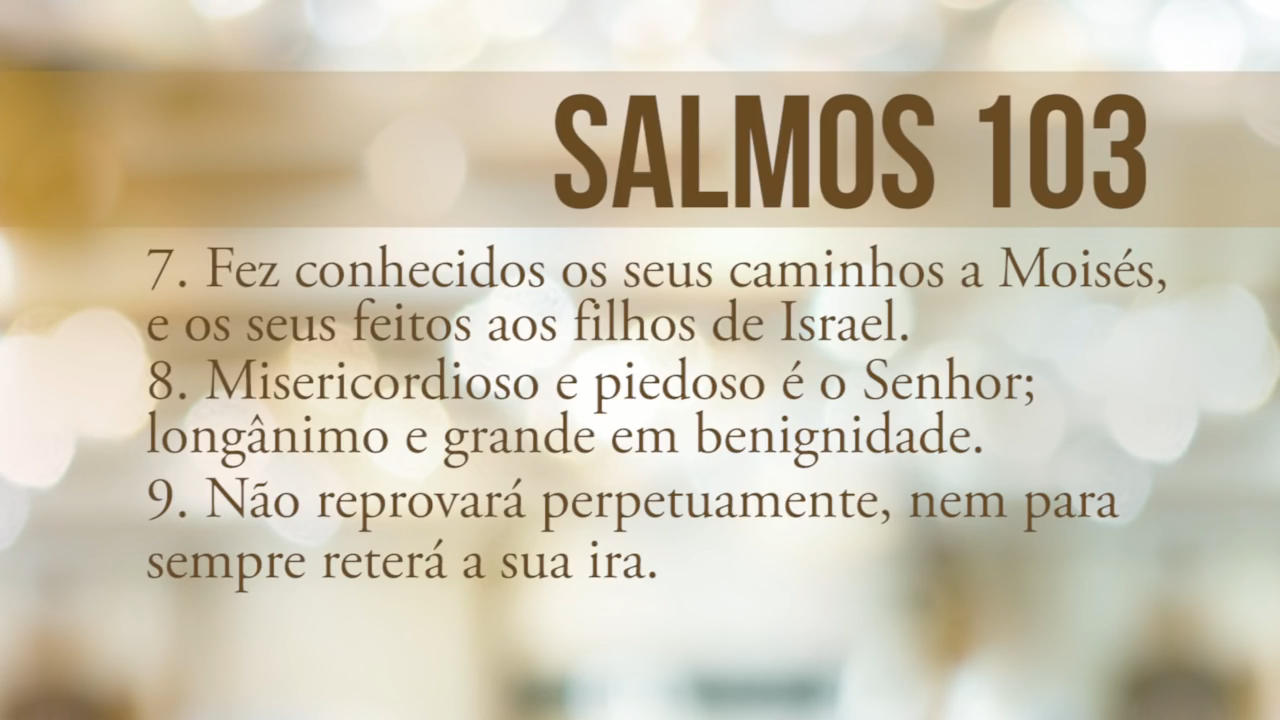 SALMOS 103
7. Fez conhecidos os seus caminhos a Moisés,
e os seus feitos aos filhos de Israel.
8. Misericordioso e piedoso é o Senhor;
longânimo e grande em benignidade.
9. Não reprovará perpetuamente, nem para
sempre reterá a sua ira.